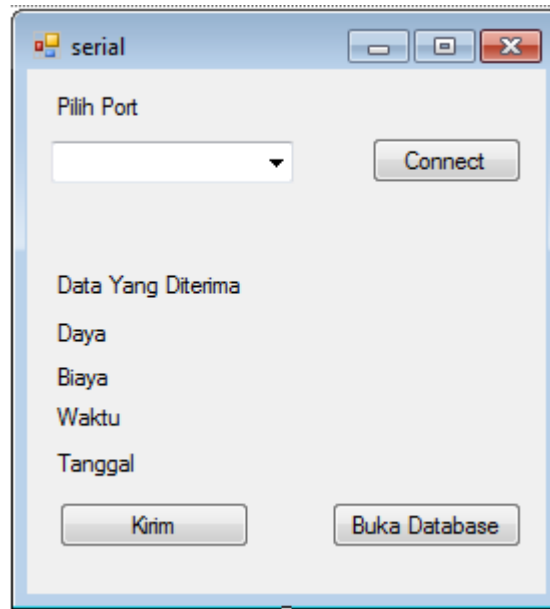 serial
Pilih Port
Connect
Data Yang Diterima
Daya
Biaya
Waktu
Tanggal
Kirim Buka Database